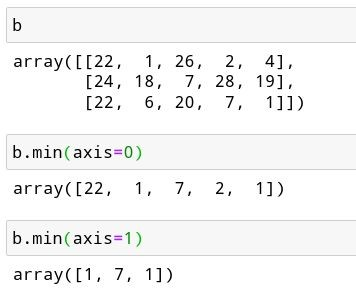 b
array([[22,  1, 26,  2,  4],
       [24, 18,  7, 28, 19],
       [22,  6, 20,  7,  1]])
b.min(axis=0)
array([22,  1,  7,  2,  1])
b.min(axis=1)
array([1, 7, 1])